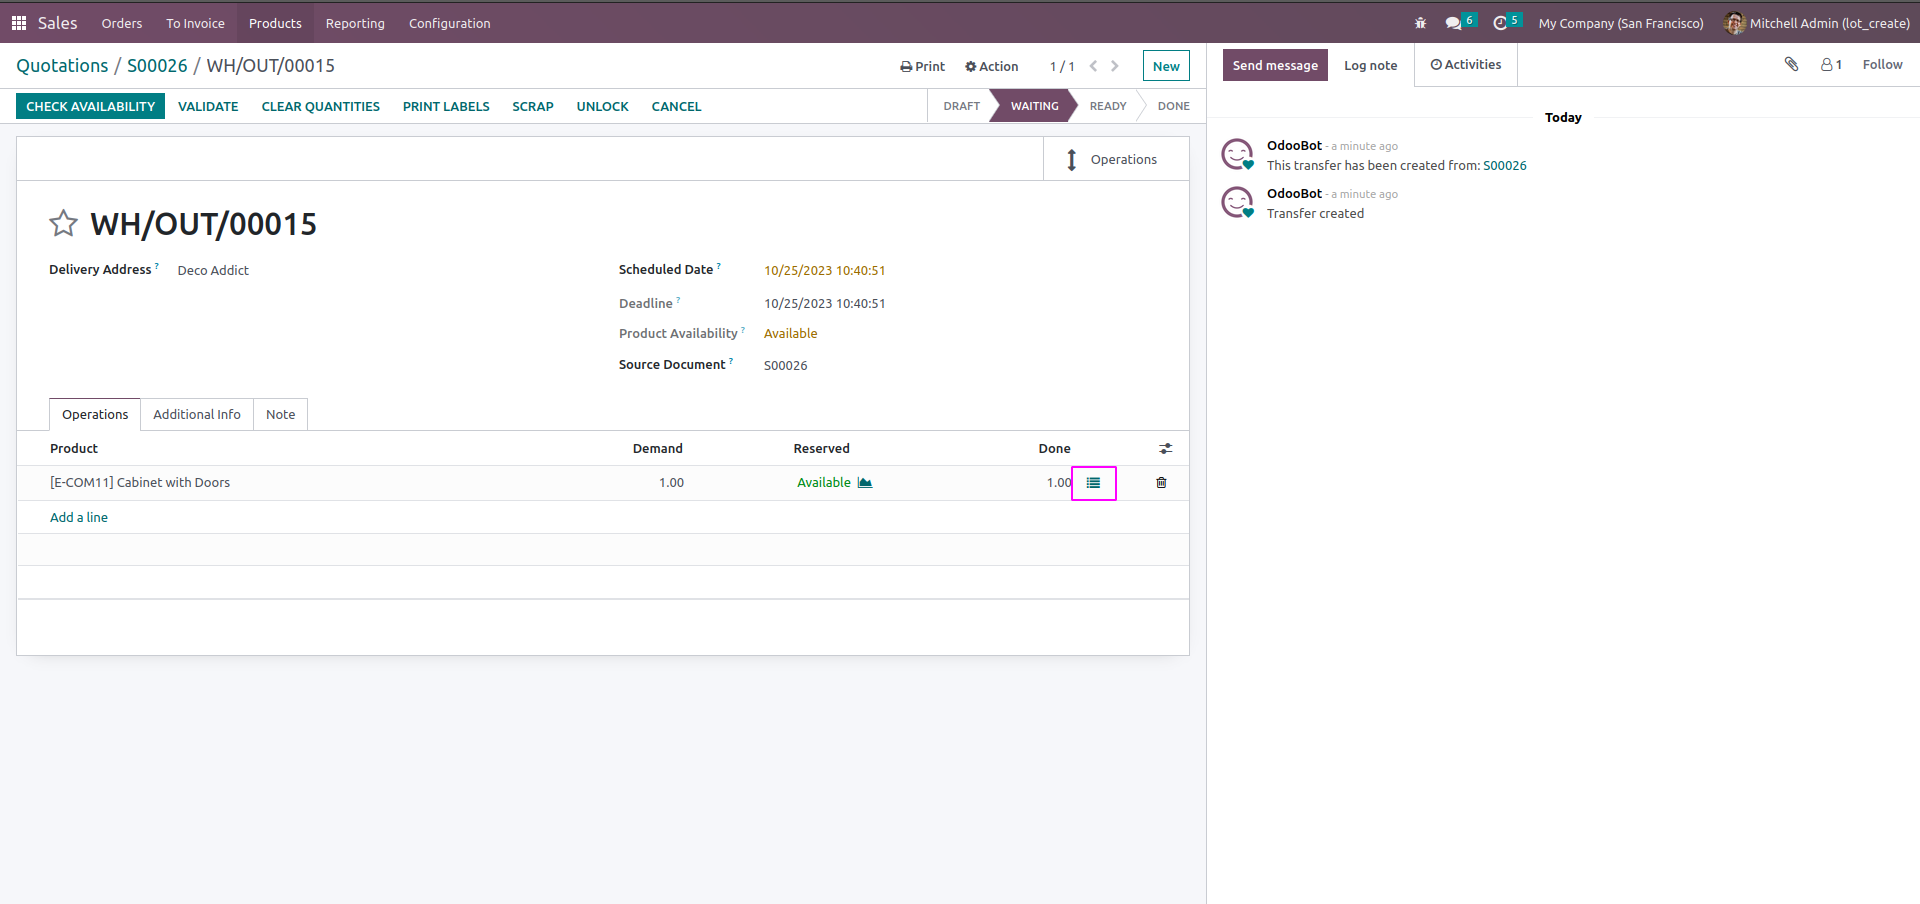 Sales Orders To Invoice Products Reporting Configuration 6 5 My Company (San Francisco) Mitchell Admin (lot_create)
Quotations / S00026 / WH/OUT/00015 Print Action 1 / 1 New
CHECK AVAILABILITY VALIDATE CLEAR QUANTITIES PRINT LABELS SCRAP UNLOCK CANCEL DRAFT WAITING READY DONE
Operations
WH/OUT/00015
Delivery Address ? Deco Addict
Scheduled Date ? 10/25/2023 10:40:51
Deadline ? 10/25/2023 10:40:51
Product Availability ? Available
Source Document ? S00026
Operations Additional Info Note
Product Demand Reserved Done
[E-COM11] Cabinet with Doors 1.00 Available 1.00
Add a line
Send message Log note Activities 1 Follow
Today
OdooBot - a minute ago
This transfer has been created from: S00026
OdooBot - a minute ago
Transfer created